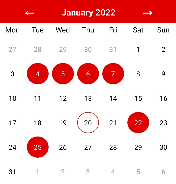 ← January 2022 →
Mon Tue Wed Thu Fri Sat Sun
27 28 29 30 31 1 2
3 4 5 6 7 8 9
10 11 12 13 14 15 16
17 18 19 20 21 22 23
24 25 26 27 28 29 30
31 1 2 3 4 5 6